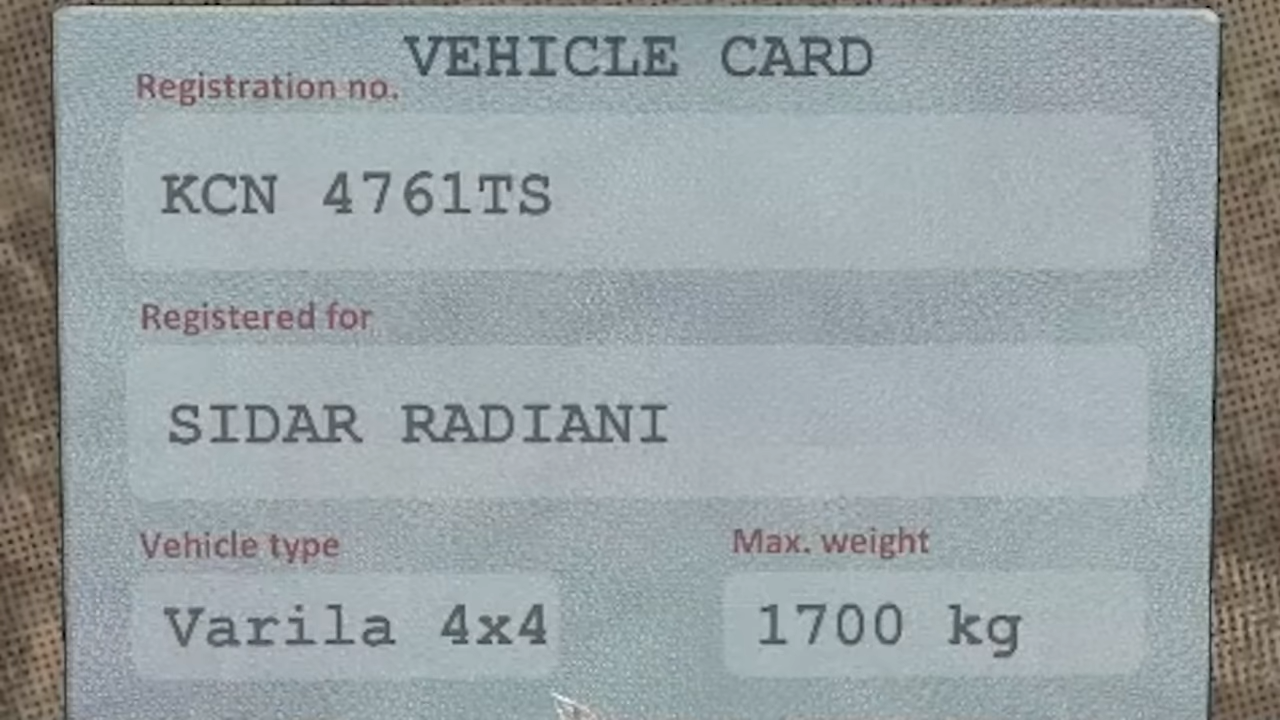 VEHICLE CARD
Registration no.
KCN 4761TS
Registered for
SIDAR RADIANI
Vehicle type
Max. weight
Varila 4x4
1700 kg